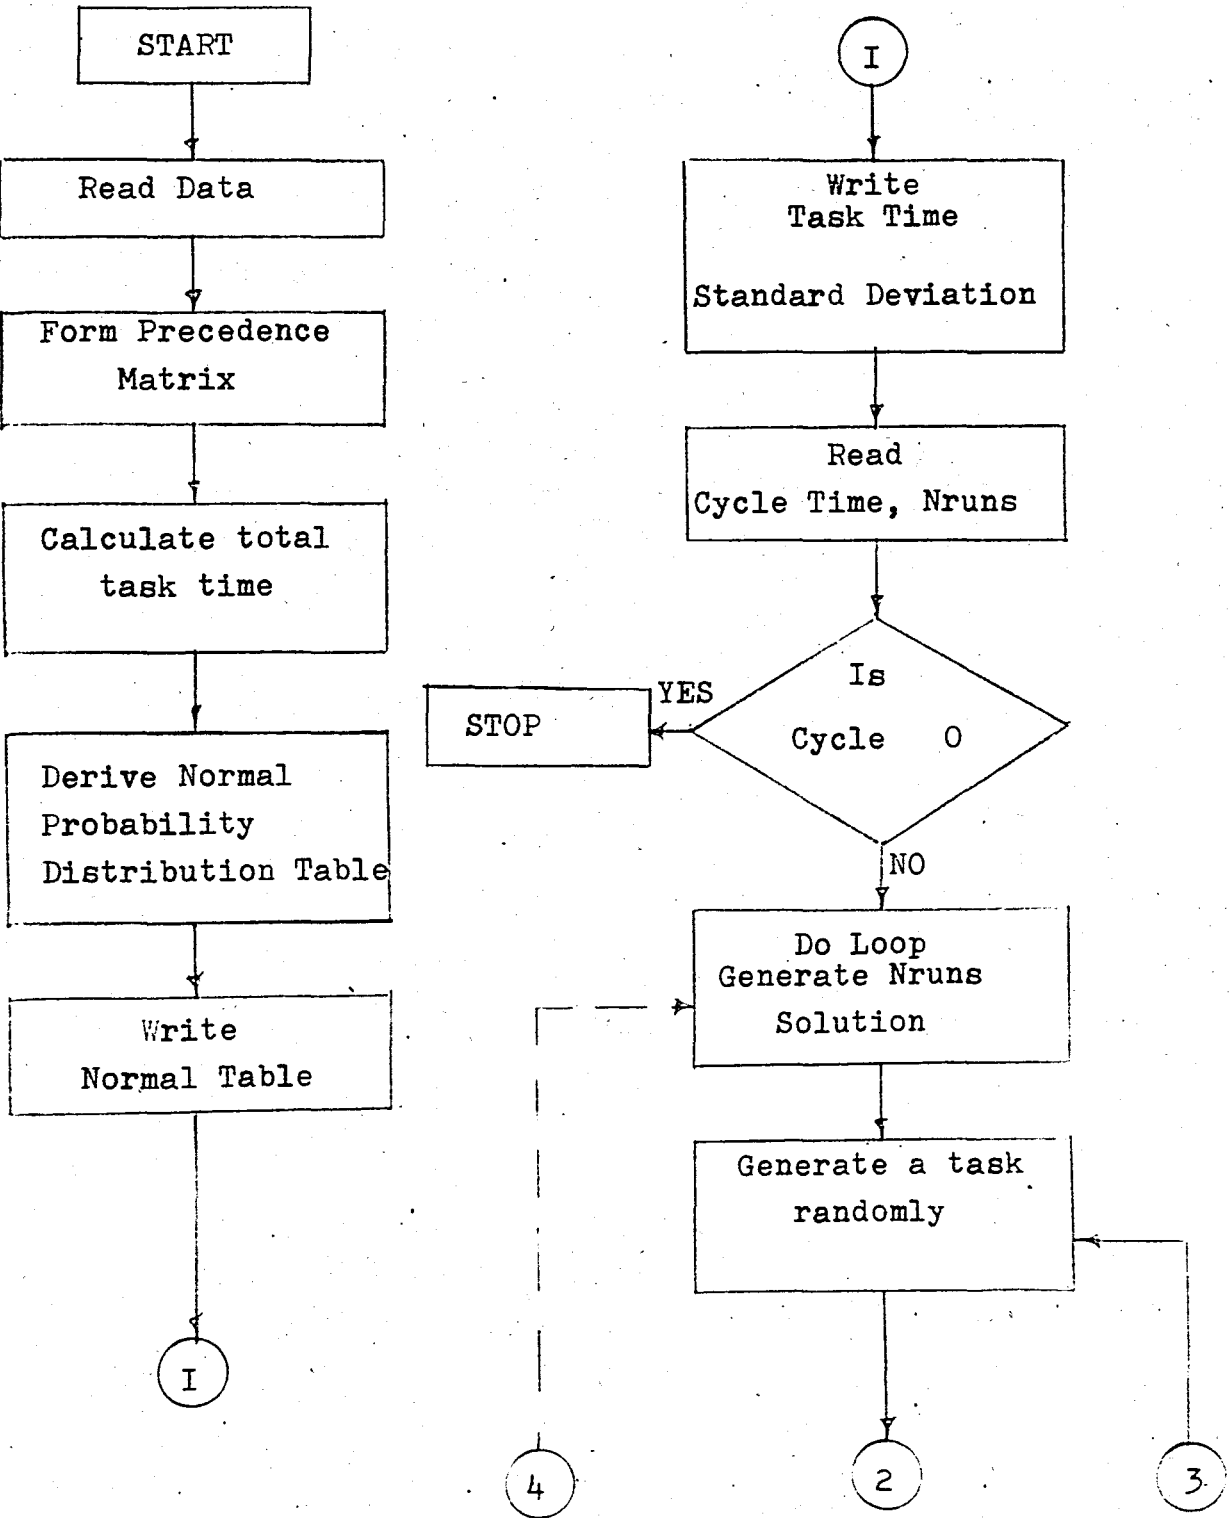 START
Read Data
Form Precedence
Matrix
Calculate total
task time
Derive Normal
Probability
Distribution Table
Write
Normal Table
I
I
Write
Task Time
Standard Deviation
Read
Cycle Time, Nruns
Is
Cycle 0
YES
STOP
NO
Do Loop
Generate Nruns
Solution
Generate a task
randomly
4
2
3